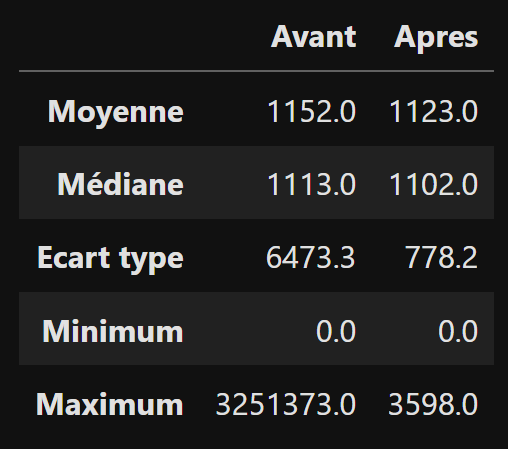 Avant Apres
Moyenne 1152.0 1123.0
Médiane 1113.0 1102.0
Ecart type 6473.3 778.2
Minimum 0.0 0.0
Maximum 3251373.0 3598.0